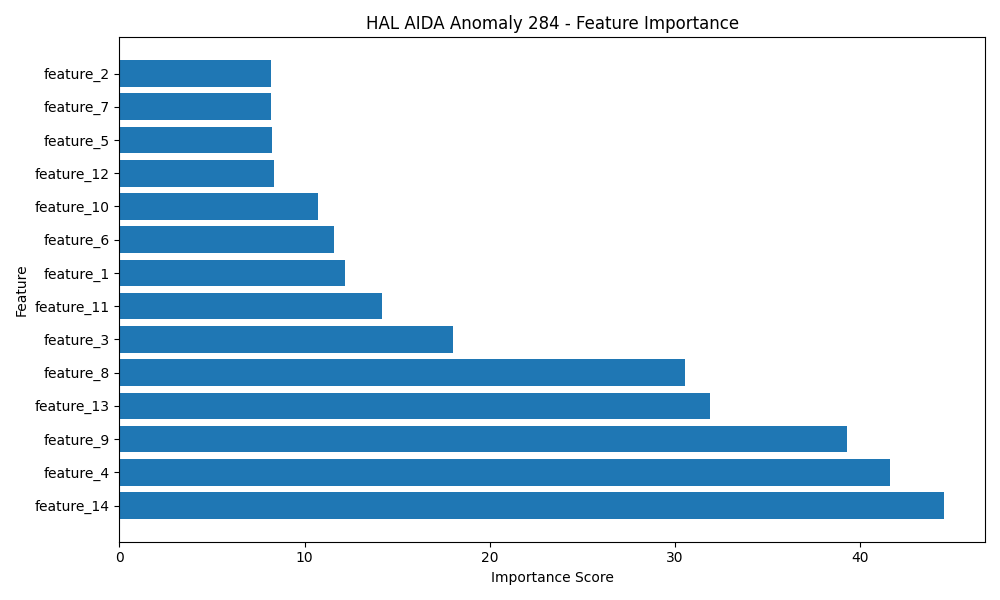 HAL AIDA Anomaly 284 - Feature Importance
Feature
feature_2
feature_7
feature_5
feature_12
feature_10
feature_6
feature_1
feature_11
feature_3
feature_8
feature_13
feature_9
feature_4
feature_14
0 10 20 30 40
Importance Score